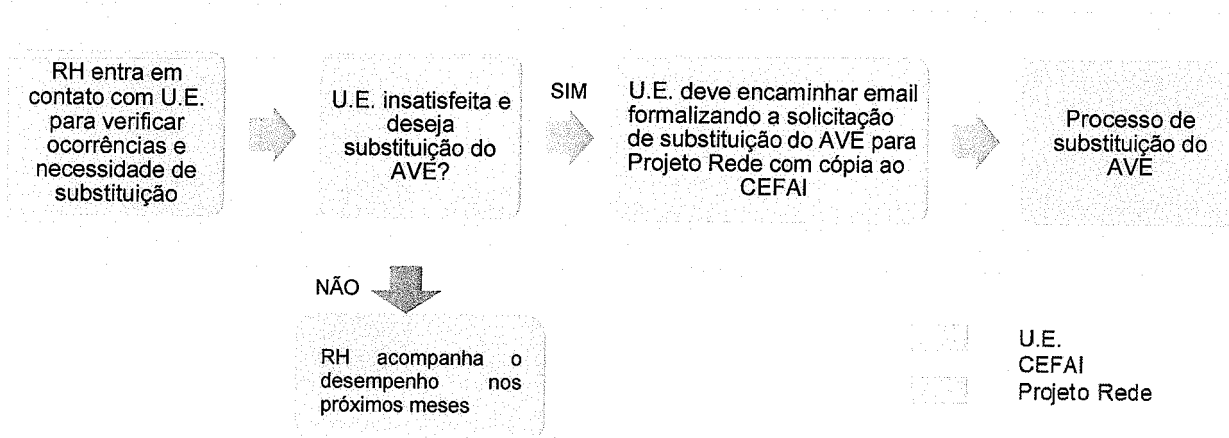 RH entra em
contato com U.E.
para verificar
ocorrências e
necessidade de
substituição
U.E. insatisfeita e
deseja
substituição do
AVE?
SIM
U.E. deve encaminhar email
formalizando a solicitação
de substituição do AVE para
Projeto Rede com cópia ao
CEFAI
Processo de
substituição do
AVE
NÃO
RH acompanha o
desempenho nos
próximos meses
U.E.
CEFAI
Projeto Rede